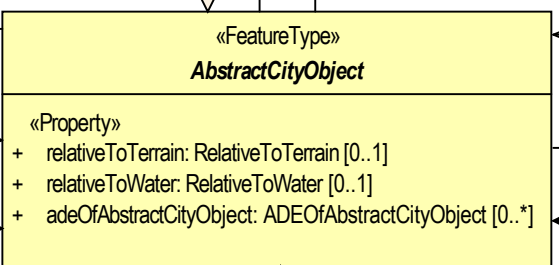 «FeatureType»
AbstractCityObject
«Property»
+ relativeToTerrain: RelativeToTerrain [0..1]
+ relativeToWater: RelativeToWater [0..1]
+ adeOfAbstractCityObject: ADEOfAbstractCityObject [0..*]